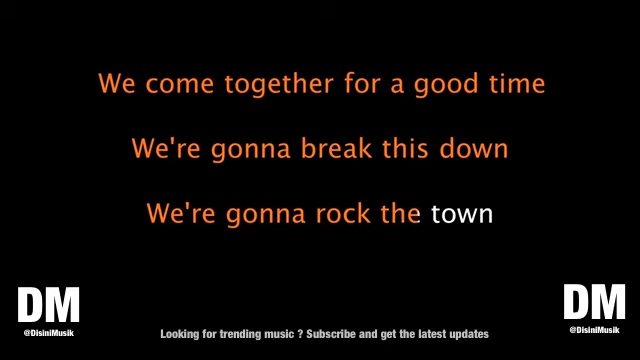 We come together for a good time
We're gonna break this down
We're gonna rock the town
DM
@DisiniMusik
DM
@DisiniMusik
Looking for trending music ? Subscribe and get the latest updates